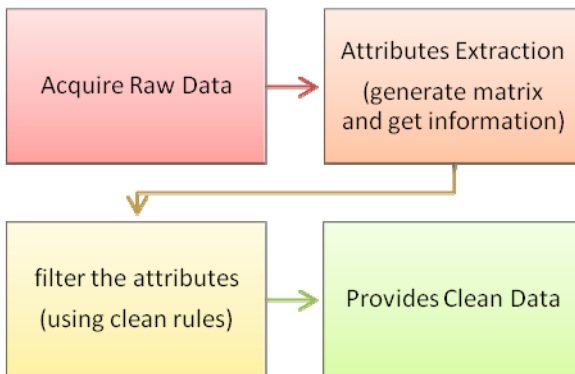 Acquire Raw Data
Attributes Extraction
(generate matrix
and get information)
filter the attributes
(using clean rules)
Provides Clean Data